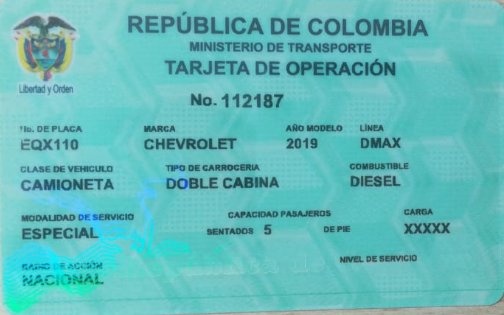 REPÚBLICA DE COLOMBIA
MINISTERIO DE TRANSPORTE
TARJETA DE OPERACIÓN
Libertad y Orden
No. 112187
No. DE PLACA MARCA AÑO MODELO LÍNEA
EQX110 CHEVROLET 2019 DMAX
CLASE DE VEHICULO TIPO DE CARROCERIA COMBUSTIBLE
CAMIONETA DOBLE CABINA DIESEL
MODALIDAD DE SERVICIO CAPACIDAD PASAJEROS CARGA
ESPECIAL SENTADOS 5 DE PIE XXXXX
RADIO DE ACCIÓN NIVEL DE SERVICIO
NACIONAL